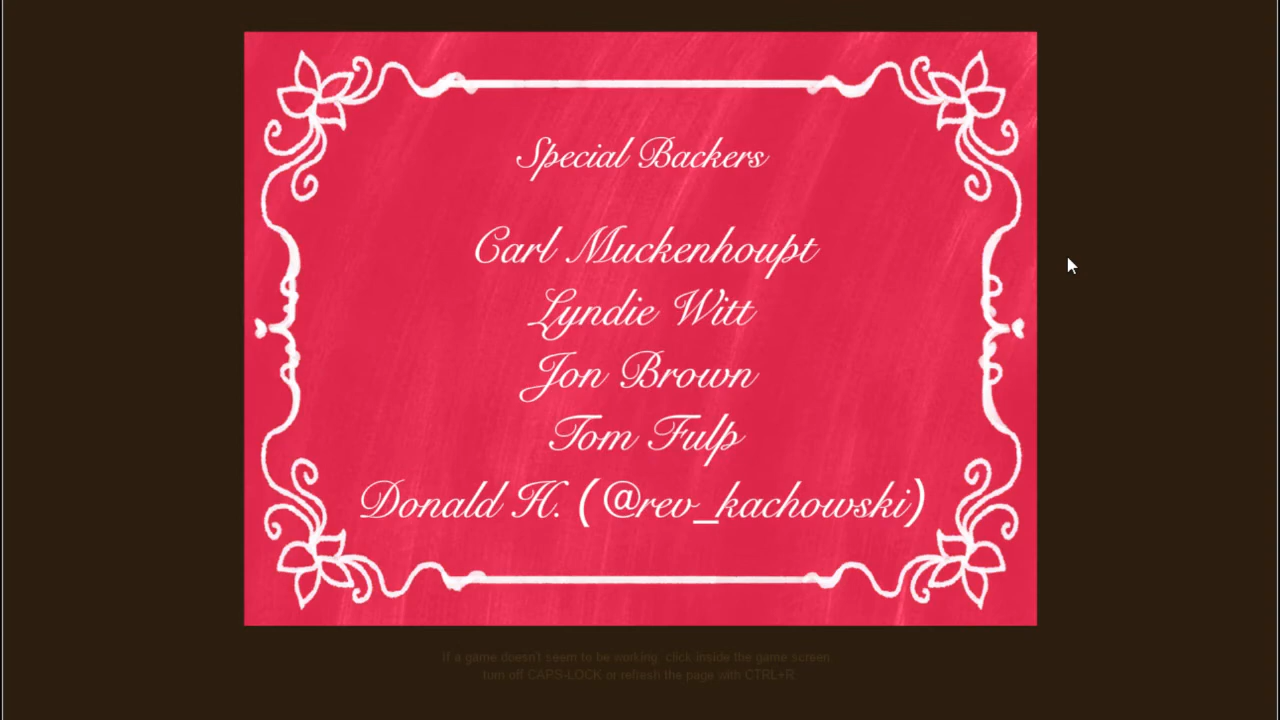 Special Backers
Carl Muckenhoupt
Lyndie Witt
Jon Brown
Tom Fulp
Donald H. (@rev_kachowski)
If a game doesn't seem to be working, click inside the game screen,
turn off CAPS-LOCK or refresh the page with CTRL+R.